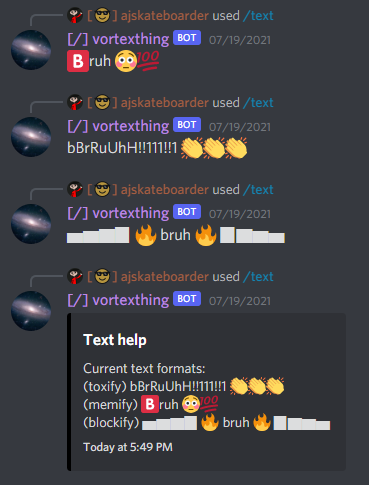 [😎] ajskateboarder used /text
[/] vortexthing BOT 07/19/2021
🅱ruh 😳💯
[😎] ajskateboarder used /text
[/] vortexthing BOT 07/19/2021
bBrRuUhH!!111!!1 👏👏👏
[😎] ajskateboarder used /text
[/] vortexthing BOT 07/19/2021
▅▅▆▇ 🔥 bruh 🔥 ▇▆▅▅
[😎] ajskateboarder used /text
[/] vortexthing BOT 07/19/2021
Text help
Current text formats:
(toxify) bBrRuUhH!!111!!1 👏👏👏
(memify) 🅱ruh 😳💯
(blockify) ▅▅▆▇ 🔥 bruh 🔥 ▇▆▅▅
Today at 5:49 PM